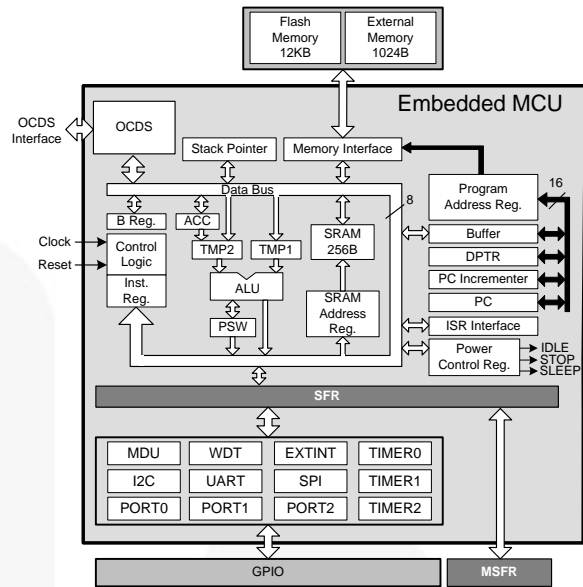 Flash
Memory
12KB
External
Memory
1024B
Embedded MCU
OCDS
Interface
OCDS
Stack Pointer
Memory Interface
Data Bus
8
16
Program
Address Reg.
B Reg.
ACC
TMP2
TMP1
SRAM
256B
Buffer
Clock
Reset
Control
Logic
Inst.
Reg.
DPTR
ALU
PC Incrementer
SRAM
Address
Reg.
PC
PSW
ISR Interface
Power
Control Reg.
IDLE
STOP
SLEEP
SFR
MDU WDT EXTINT TIMER0
I2C UART SPI TIMER1
PORT0 PORT1 PORT2 TIMER2
GPIO
MSFR